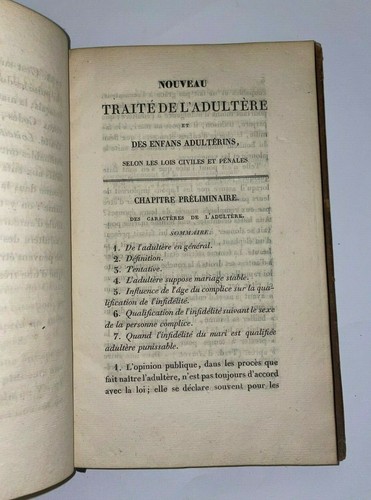 NOUVEAU
TRAITÉ DE L'ADULTÈRE
ET
DES ENFANS ADULTÉRINS,
SELON LES LOIS CIVILES ET PÉNALES
CHAPITRE PRÉLIMINAIRE.
DES CARACTÈRES DE L'ADULTÈRE.
SOMMAIRE.
1. De l'adultère en général.
2. Définition.
3. Tentative.
4. L'adultère suppose mariage stable.
5. Influence de l'âge du complice sur la qua-
lification de l'infidélité.
6. Qualification de l'infidélité suivant le sexe
de la personne complice.
7. Quand l'infidélité du mari est qualifiée
adultère punissable.
1. L'opinion publique, dans les procès que
fait naître l'adultère, n'est pas toujours d'accord
avec la loi; elle se déclare souvent pour les